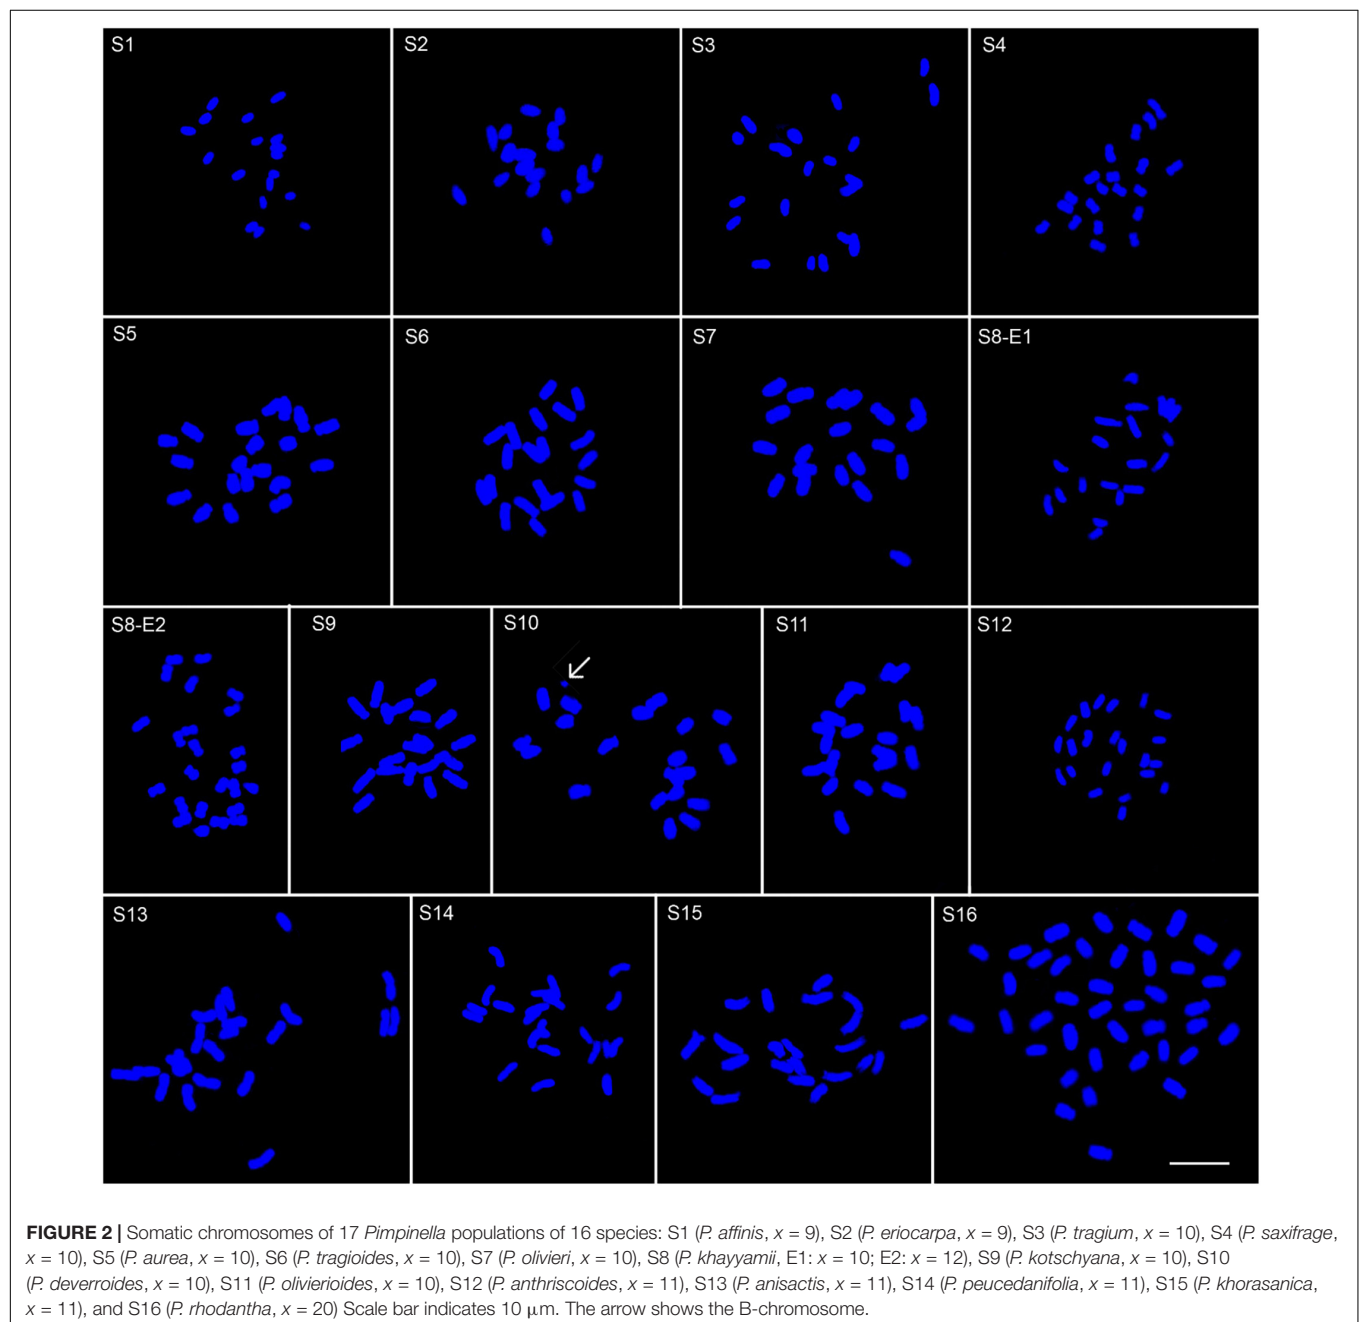 S1
S2
S3
S4
S5
S6
S7
S8-E1
S8-E2
S9
S10
S11
S12
S13
S14
S15
S16
FIGURE 2 | Somatic chromosomes of 17 Pimpinella populations of 16 species: S1 (P. affinis, x = 9), S2 (P. eriocarpa, x = 9), S3 (P. tragium, x = 10), S4 (P. saxifrage,
x = 10), S5 (P. aurea, x = 10), S6 (P. tragioides, x = 10), S7 (P. olivieri, x = 10), S8 (P. khayyamii, E1: x = 10; E2: x = 12), S9 (P. kotschyana, x = 10), S10
(P. deverroides, x = 10), S11 (P. olivierioides, x = 10), S12 (P. anthriscoides, x = 11), S13 (P. anisactis, x = 11), S14 (P. peucedanifolia, x = 11), S15 (P. khorasanica,
x = 11), and S16 (P. rhodantha, x = 20) Scale bar indicates 10 μm. The arrow shows the B-chromosome.